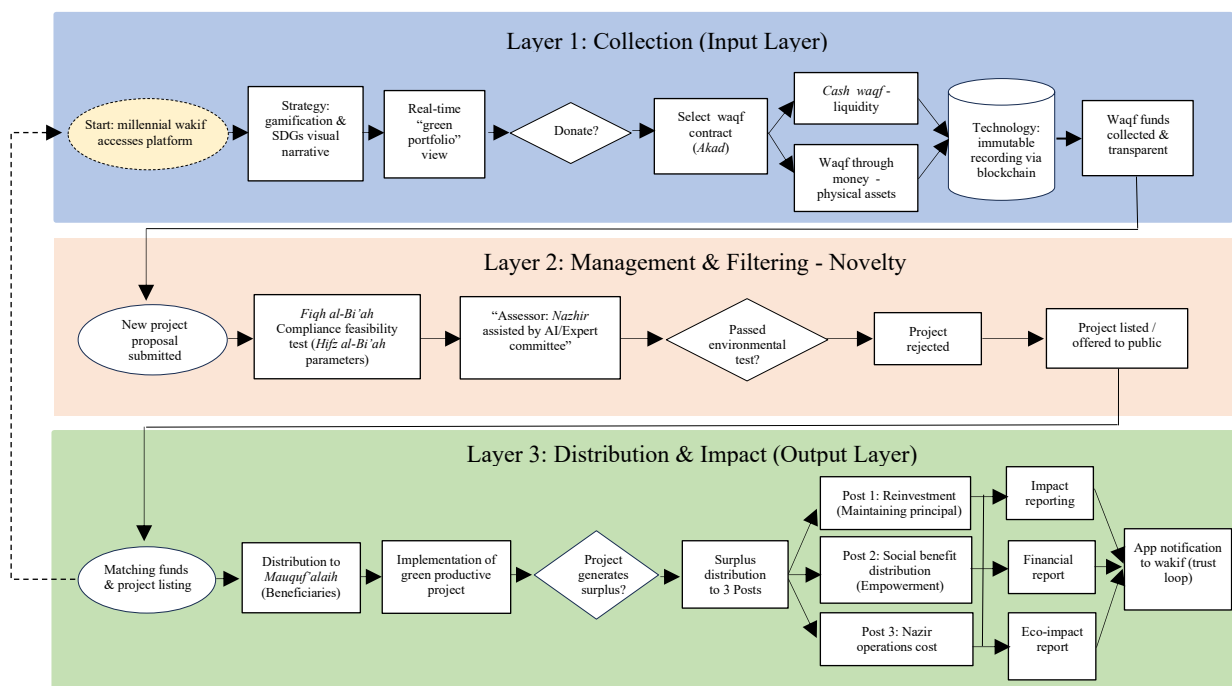 Layer 1: Collection (Input Layer)
Start: millennial wakif
accesses platform
Strategy:
gamification &
SDGs visual
narrative
Real-time
“green
portfolio”
view
Donate?
Select waqf
contract
(Akad)
Cash waqf -
liquidity
Waqf through
money -
physical assets
Technology:
immutable
recording via
blockchain
Waqf funds
collected &
transparent
Layer 2: Management & Filtering - Novelty
New project
proposal
submitted
Fiqh al-Bi’ah
Compliance feasibility
test (Hifz al-Bi’ah
parameters)
“Assessor: Nazhir
assisted by AI/Expert
committee”
Passed
environmental
test?
Project
rejected
Project listed /
offered to public
Layer 3: Distribution & Impact (Output Layer)
Matching funds
& project listing
Distribution to
Mauquf’alaih
(Beneficiaries)
Implementation of
green productive
project
Project
generates
surplus?
Surplus
distribution
to 3 Posts
Post 1: Reinvestment
(Maintaining principal)
Post 2: Social benefit
distribution
(Empowerment)
Post 3: Nazir
operations cost
Impact
reporting
Financial
report
Eco-impact
report
App notification
to wakif (trust
loop)